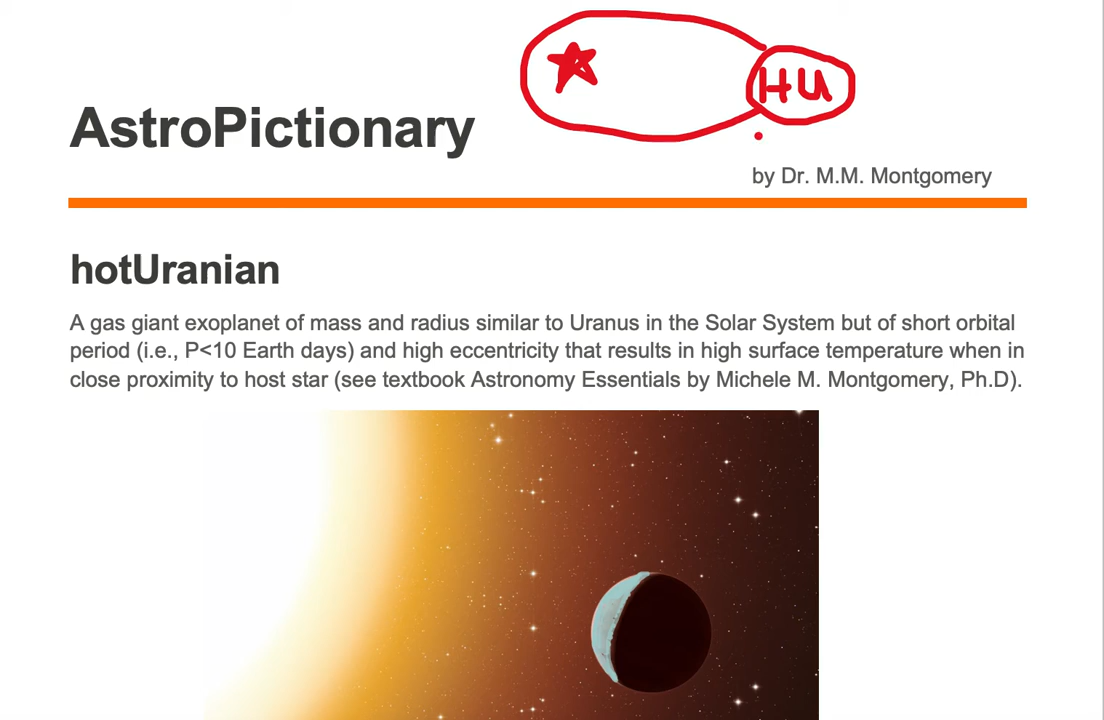 HU
AstroPictionary
by Dr. M.M. Montgomery
hotUranian
A gas giant exoplanet of mass and radius similar to Uranus in the Solar System but of short orbital
period (i.e., P<10 Earth days) and high eccentricity that results in high surface temperature when in
close proximity to host star (see textbook Astronomy Essentials by Michele M. Montgomery, Ph.D).